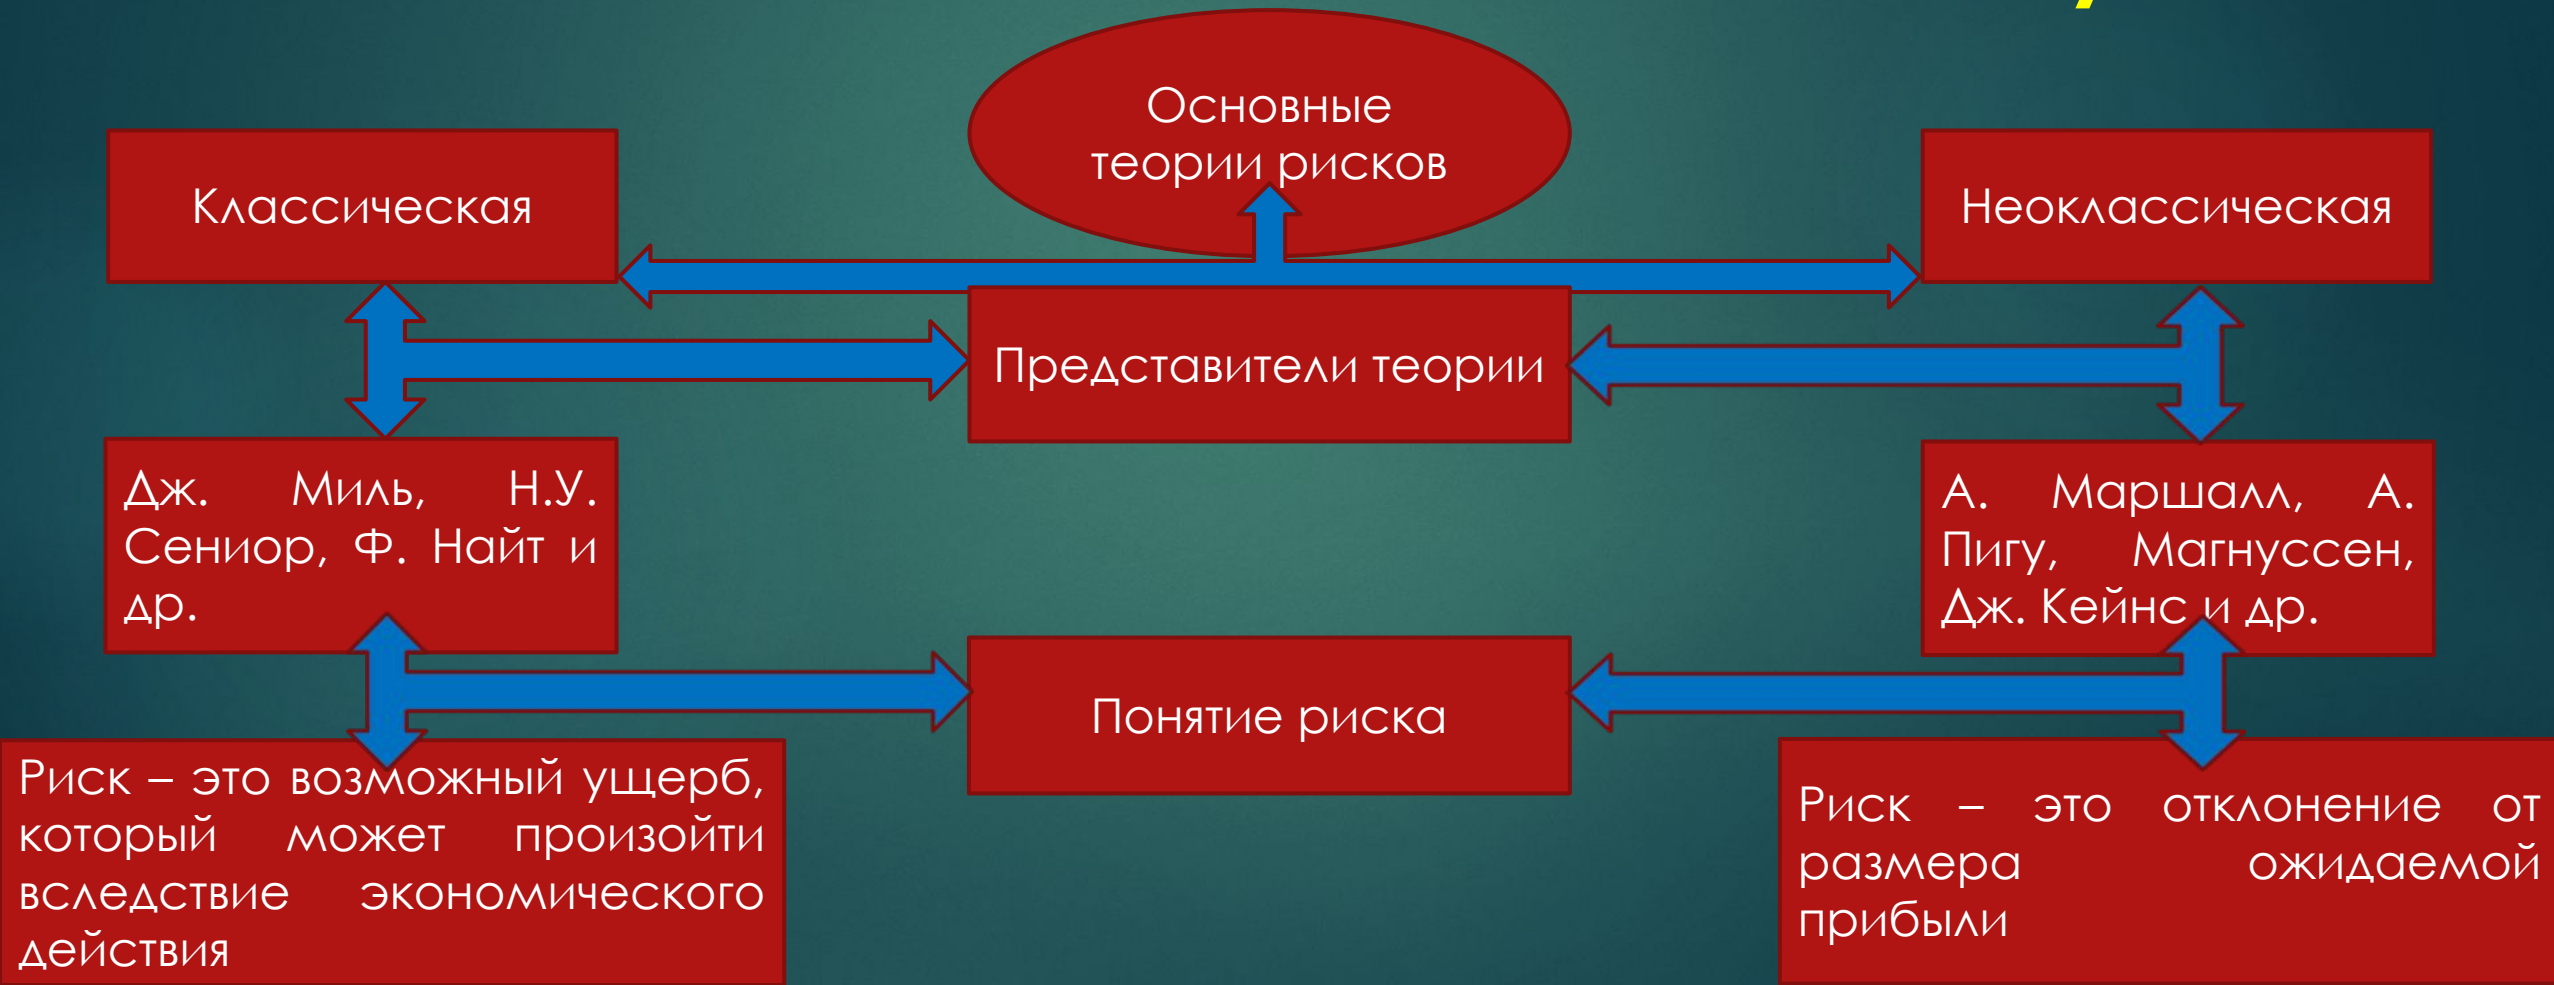 Основные
теории рисков
Классическая
Неоклассическая
Представители теории
Дж. Миль, Н.У.
Сениор, Ф. Найт и
др.
А. Маршалл, А.
Пигу, Магнуссен,
Дж. Кейнс и др.
Понятие риска
Риск – это возможный ущерб,
который может произойти
вследствие экономического
действия
Риск – это отклонение от
размера ожидаемой
прибыли